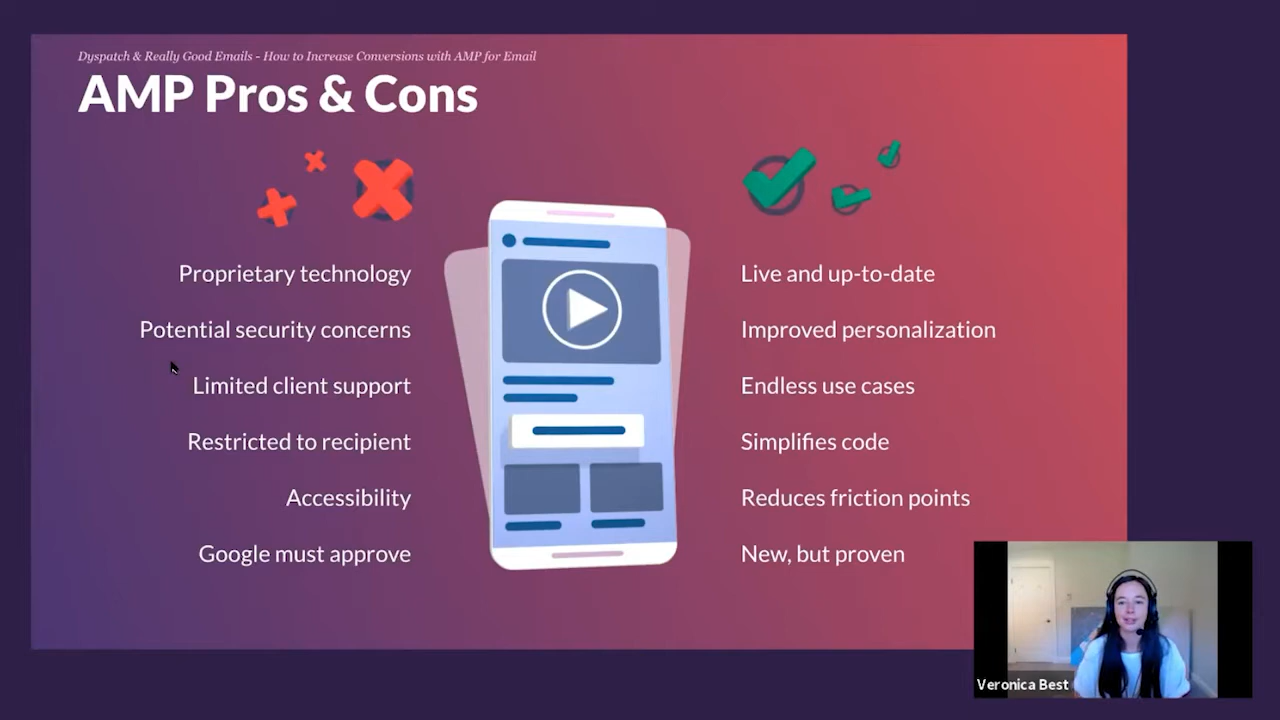 Dyspatch & Really Good Emails - How to Increase Conversions with AMP for Email
AMP Pros & Cons
Proprietary technology
Potential security concerns
Limited client support
Restricted to recipient
Accessibility
Google must approve
Live and up-to-date
Improved personalization
Endless use cases
Simplifies code
Reduces friction points
New, but proven
Veronica Best